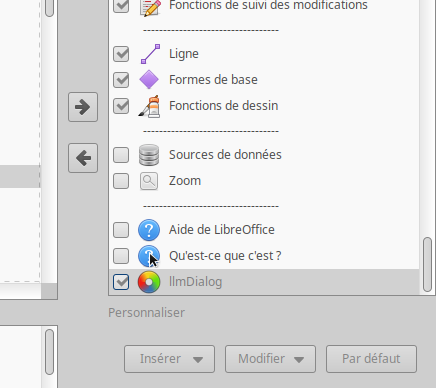 Fonctions de suivi des modifications
--------------------------------
Ligne
Formes de base
Fonctions de dessin
--------------------------------
Sources de données
Zoom
--------------------------------
Aide de LibreOffice
Qu'est-ce que c'est ?
llmDialog
Personnaliser
Insérer
Modifier
Par défaut